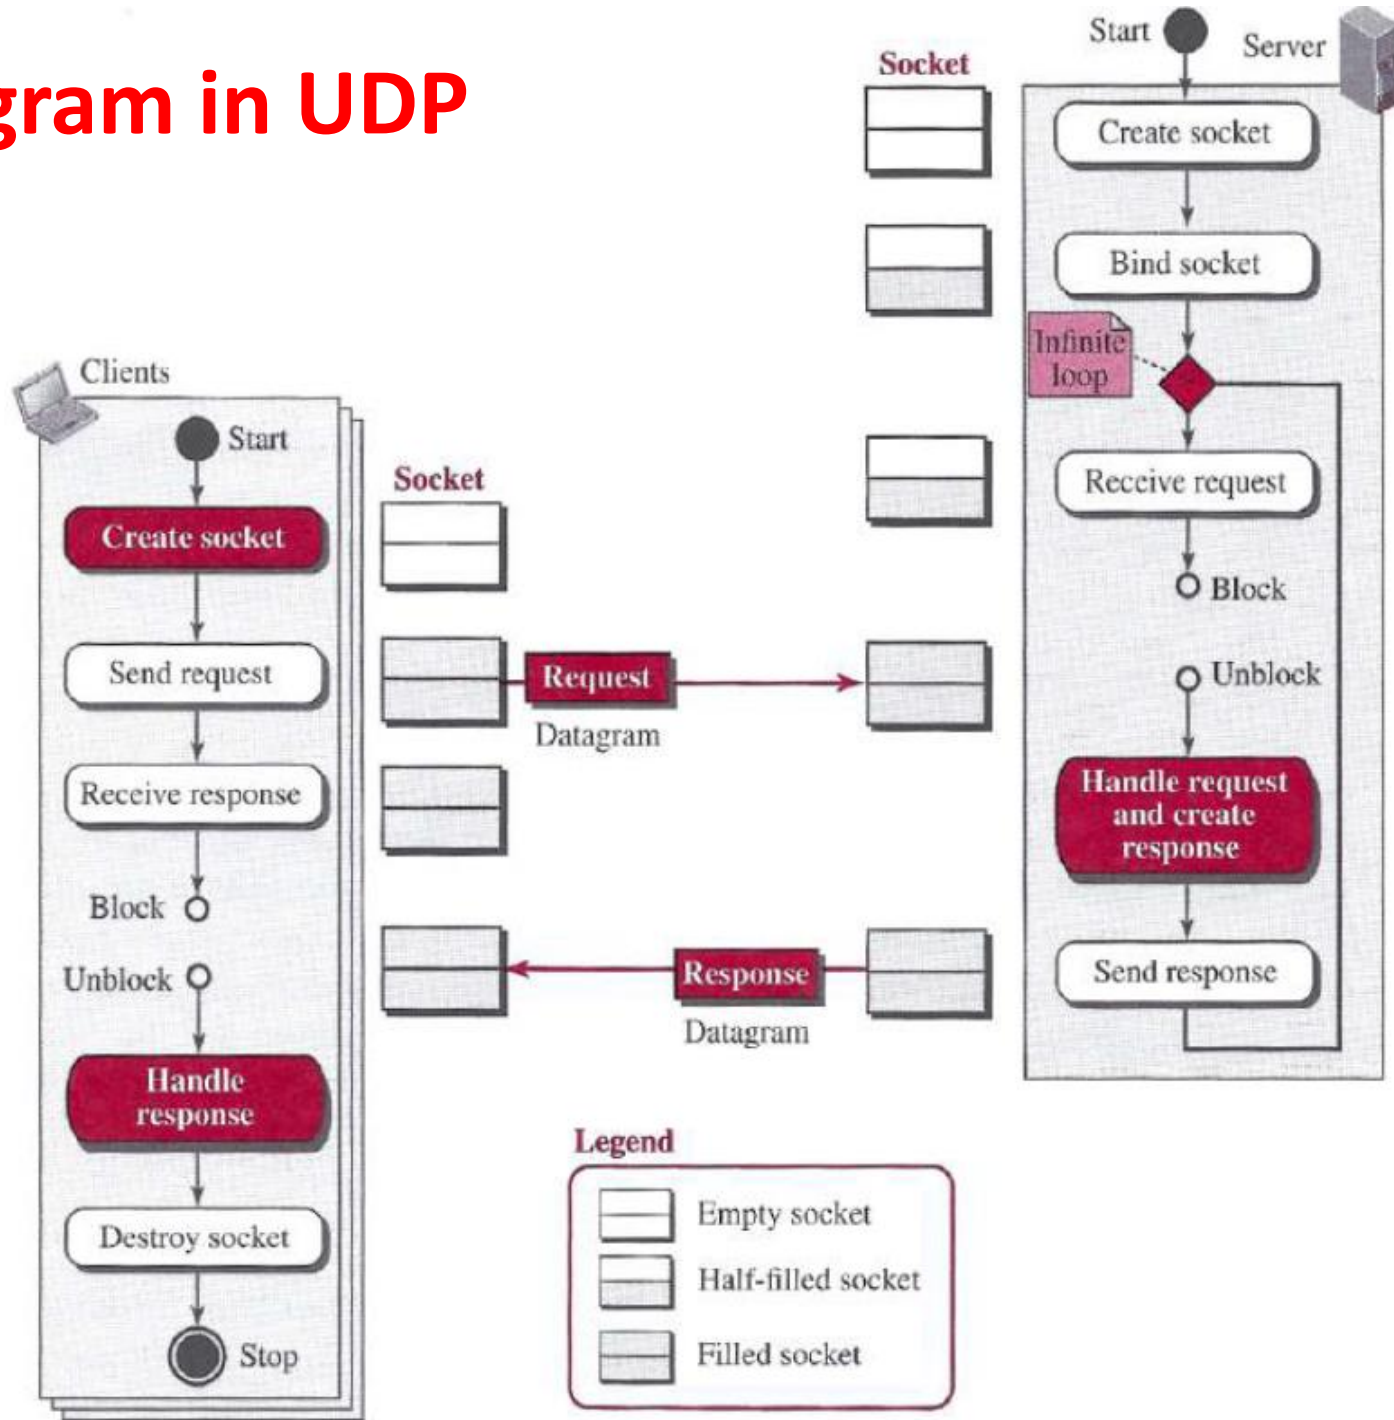 gram in UDP
Clients
Start
Create socket
Send request
Receive response
Block
Unblock
Handle
response
Destroy socket
Stop
Socket
Request
Datagram
Response
Datagram
Socket
Start
Server
Create socket
Bind socket
Infinite
loop
Receive request
Block
Unblock
Handle request
and create
response
Send response
Legend
Empty socket
Half-filled socket
Filled socket